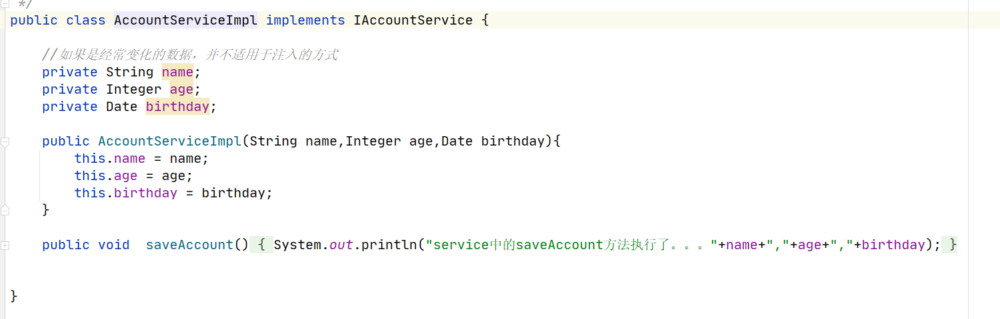 */
public class AccountServiceImpl implements IAccountService {
//如果是经常变化的数据，并不适用于注入的方式
private String name;
private Integer age;
private Date birthday;
public AccountServiceImpl(String name,Integer age,Date birthday){
this.name = name;
this.age = age;
this.birthday = birthday;
}
public void  saveAccount() { System.out.println("service中的saveAccount方法执行了。。。"+name+","+age+","+birthday); }
}